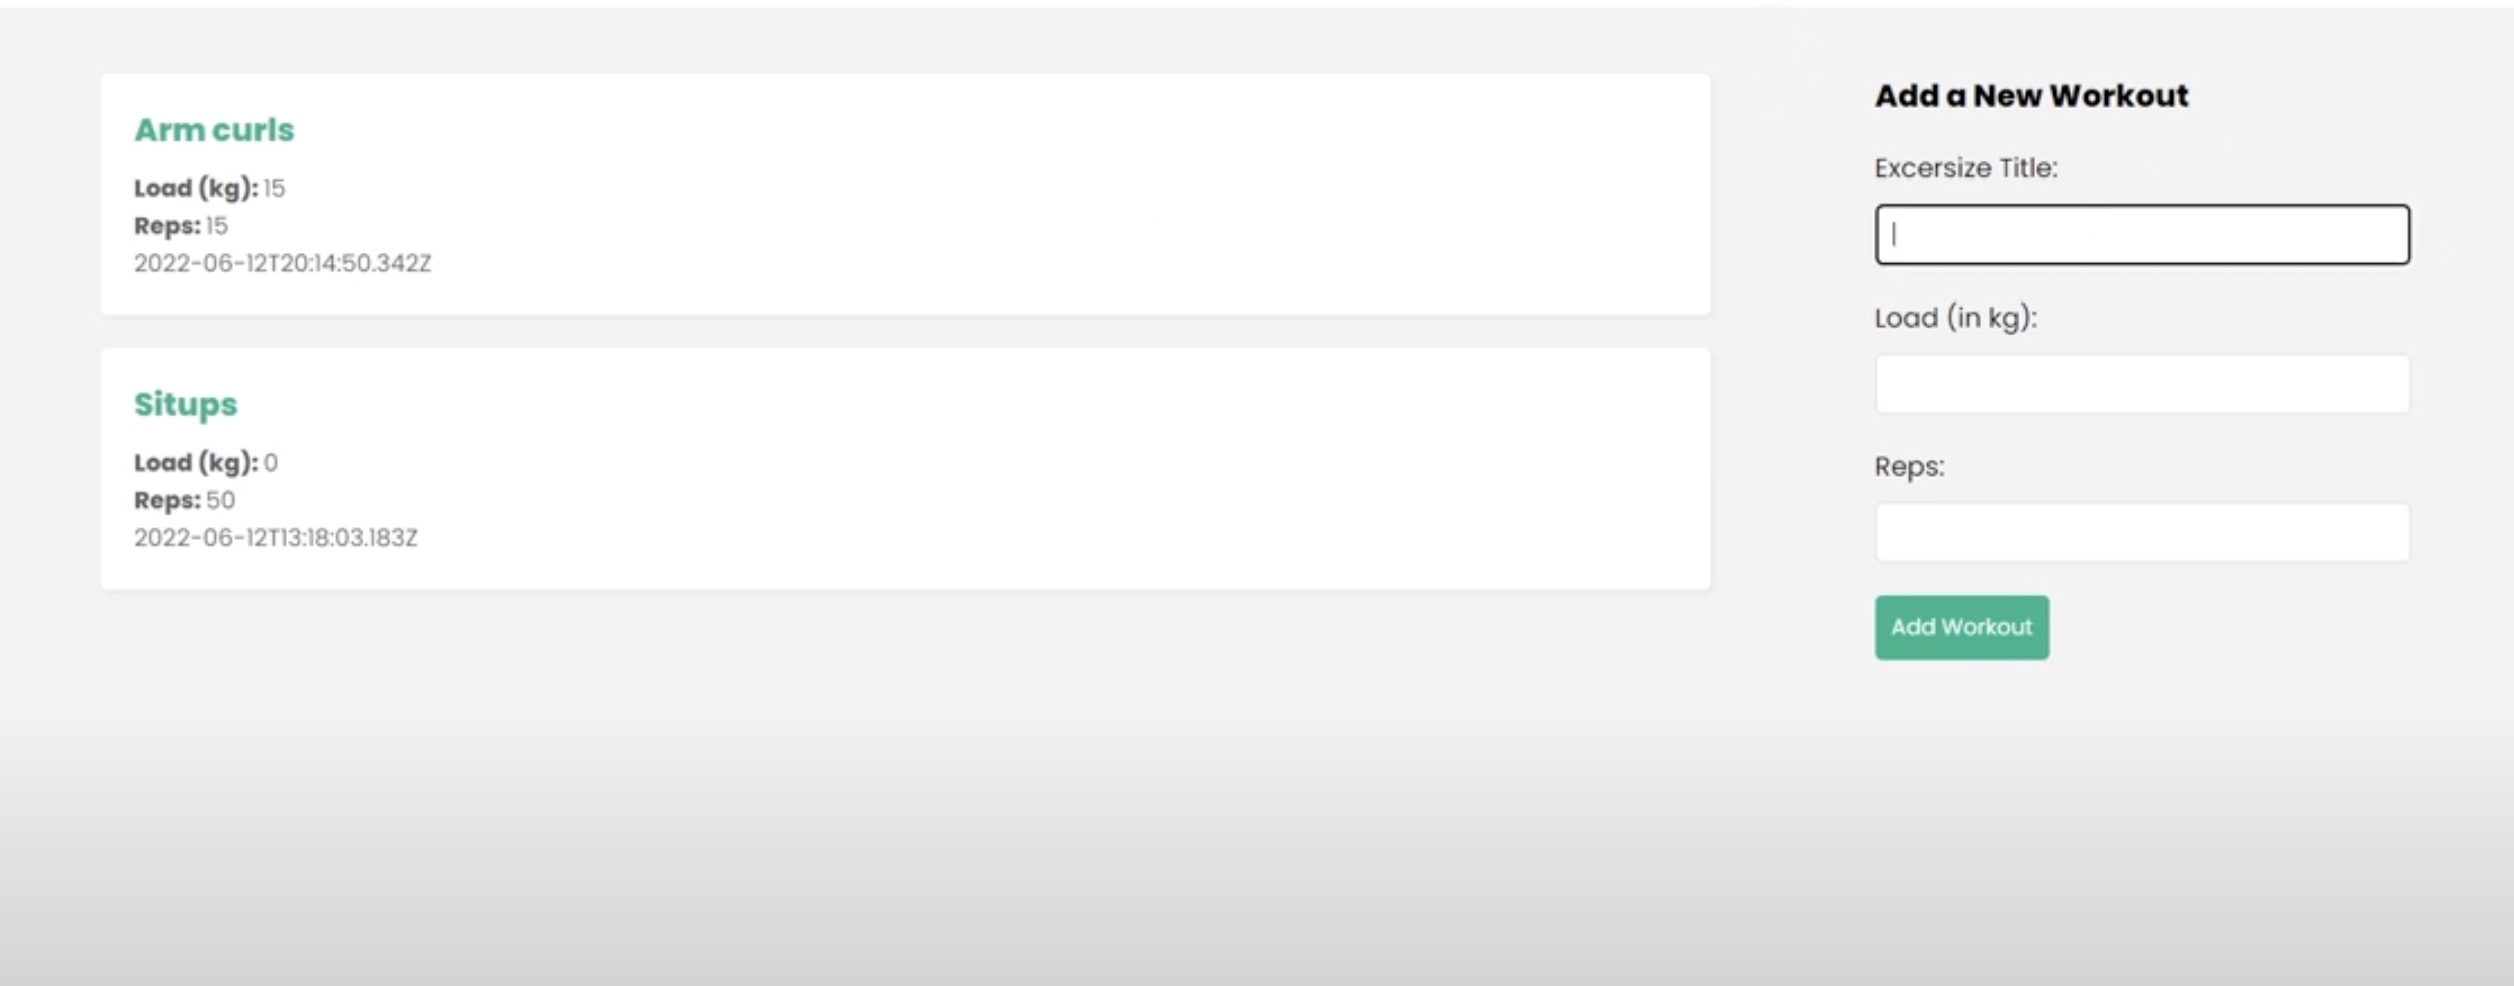 Arm curls
Load (kg): 15
Reps: 15
2022-06-12T20:14:50.342Z
Situps
Load (kg): 0
Reps: 50
2022-06-12T13:18:03.183Z
Add a New Workout
Excersize Title:
Load (in kg):
Reps:
Add Workout